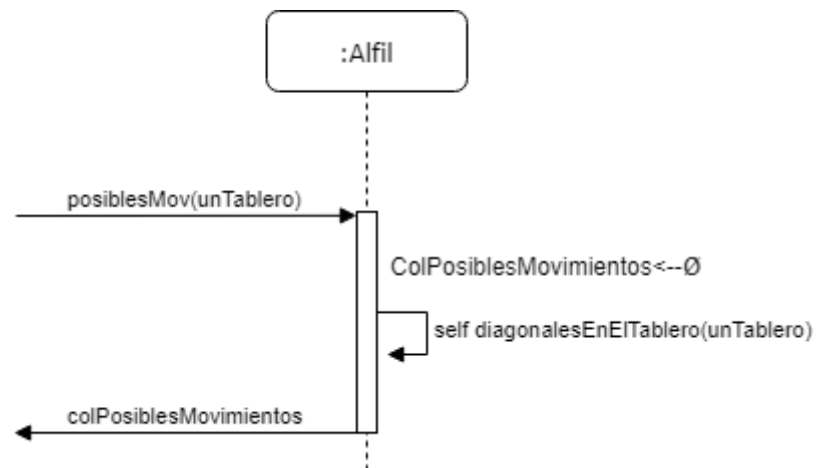 :Alfil
posiblesMov(unTablero)
ColPosiblesMovimientos<--Ø
self diagonalesEnElTablero(unTablero)
colPosiblesMovimientos